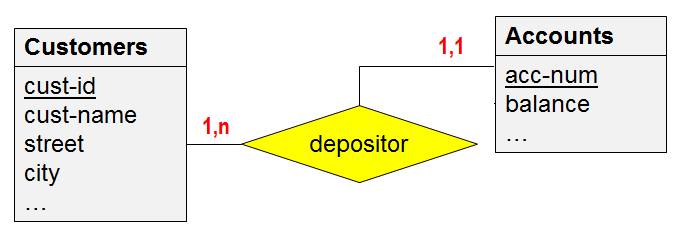 Customers
cust-id
cust-name
street
city
...
1,n
depositor
1,1
Accounts
acc-num
balance
...